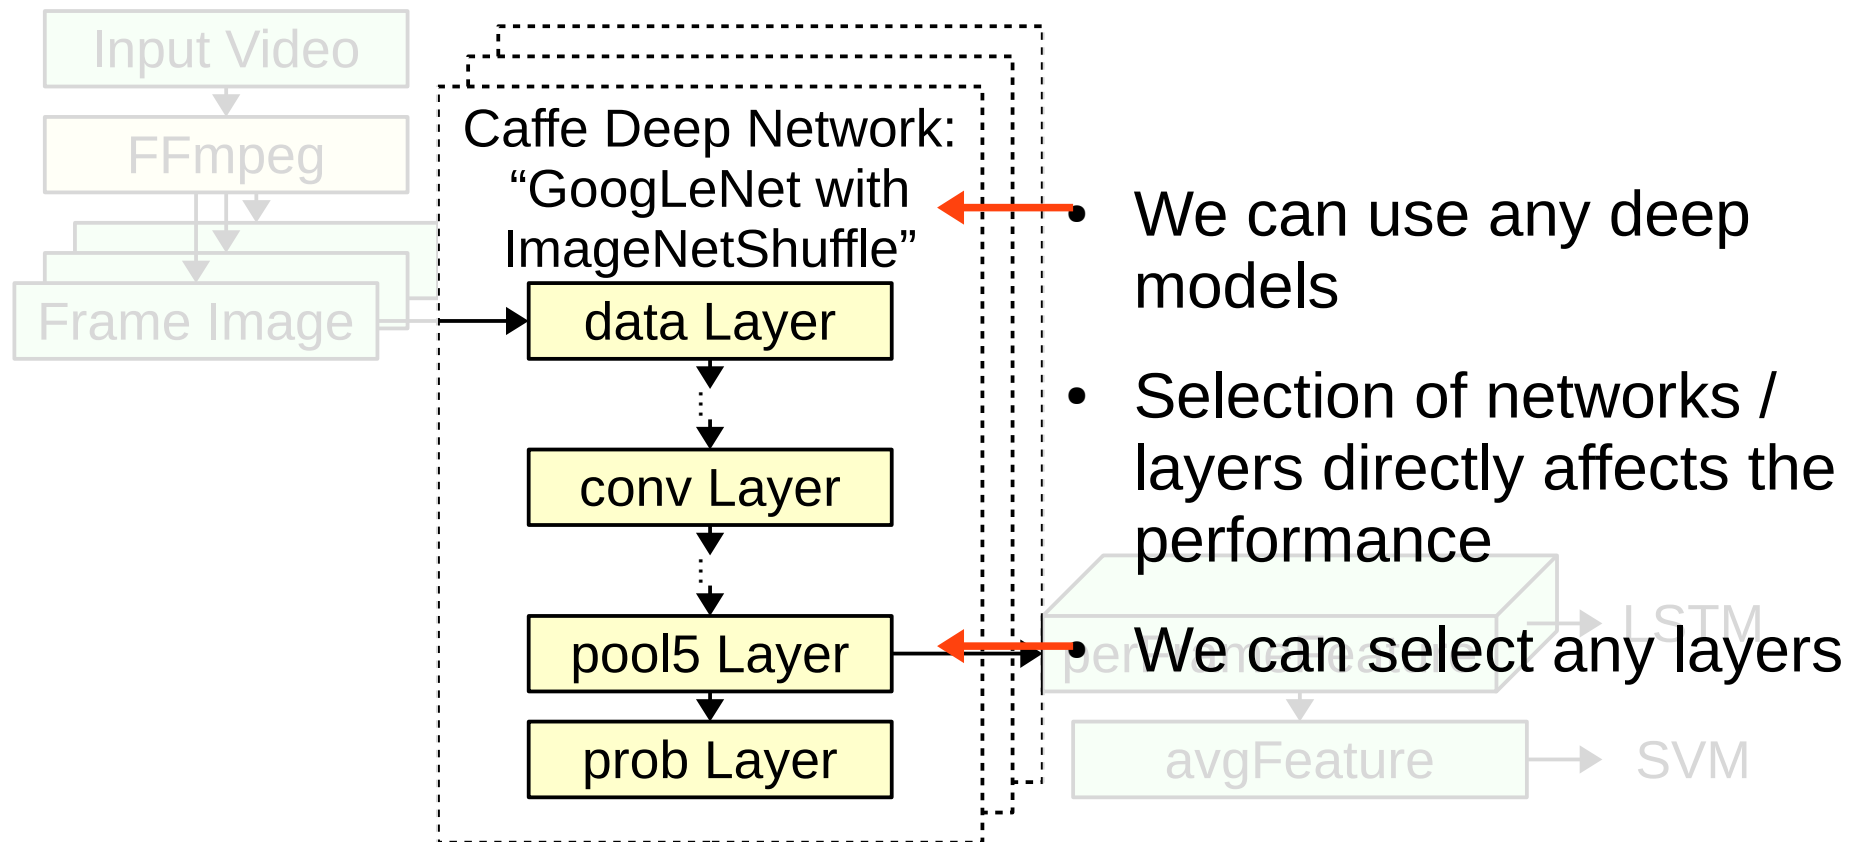 Input Video
FFmpeg
Frame Image
Caffe Deep Network:
“GoogLeNet with
ImageNetShuffle”
data Layer
conv Layer
pool5 Layer
prob Layer
• We can use any deep
models
• Selection of networks /
layers directly affects the
performance
• We can select any layers
perFrameFeature
LSTM
avgFeature
SVM